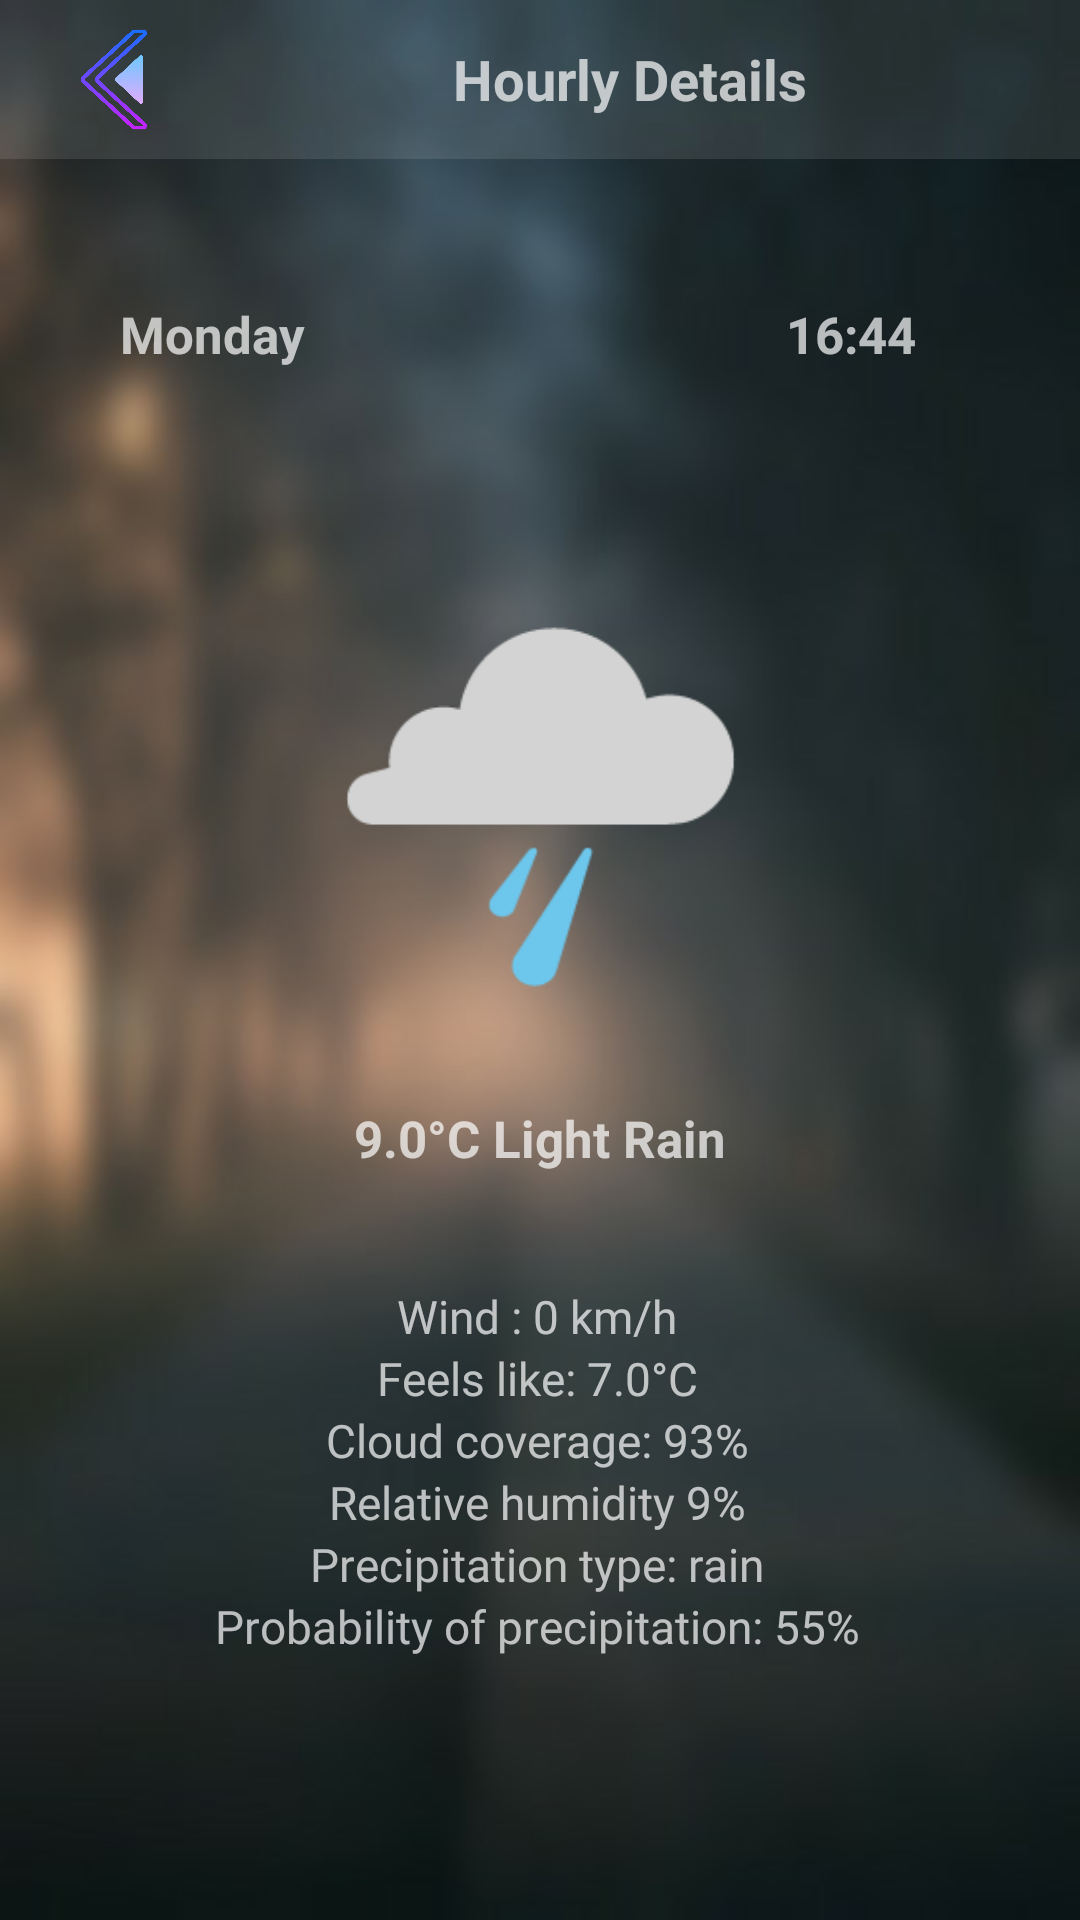 Hourly Details
Monday 16:44
9.0°C Light Rain
Wind : 0 km/h
Feels like: 7.0°C
Cloud coverage: 93%
Relative humidity 9%
Precipitation type: rain
Probability of precipitation: 55%